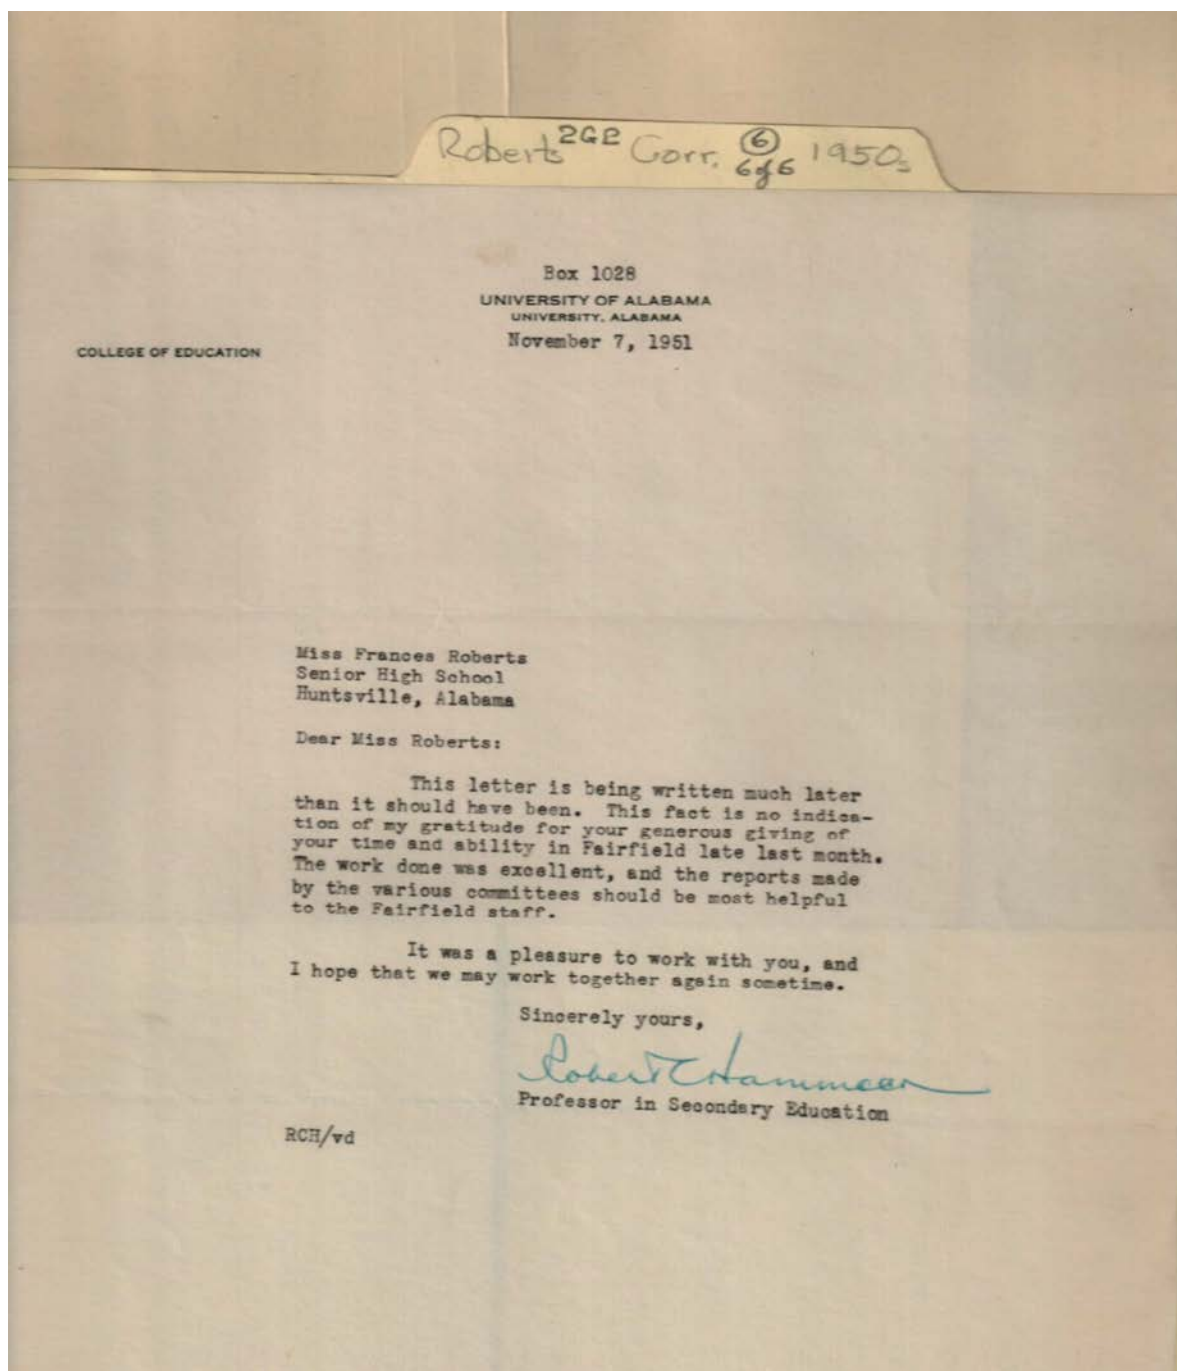 Roberts 2G2 Corr. 6 1950s
6 of 6
Box 1028
UNIVERSITY OF ALABAMA
UNIVERSITY, ALABAMA
November 7, 1951
COLLEGE OF EDUCATION
Miss Frances Roberts
Senior High School
Huntsville, Alabama
Dear Miss Roberts:
This letter is being written much later
than it should have been. This fact is no indica-
tion of my gratitude for your generous giving of
your time and ability in Fairfield late last month.
The work done was excellent, and the reports made
by the various committees should be most helpful
to the Fairfield staff.
It was a pleasure to work with you, and
I hope that we may work together again sometime.
Sincerely yours,
Robert C Hammock
Professor in Secondary Education
RCH/vd